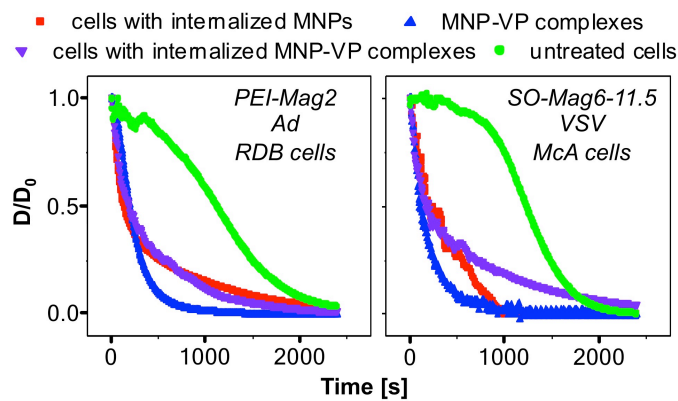 cells with internalized MNPs MNP-VP complexes
cells with internalized MNP-VP complexes untreated cells
PEI-Mag2
Ad
RDB cells
SO-Mag6-11.5
VSV
McA cells
D/D0
1.0
0.5
0.0
0 1000 2000 0 1000 2000
Time [s]